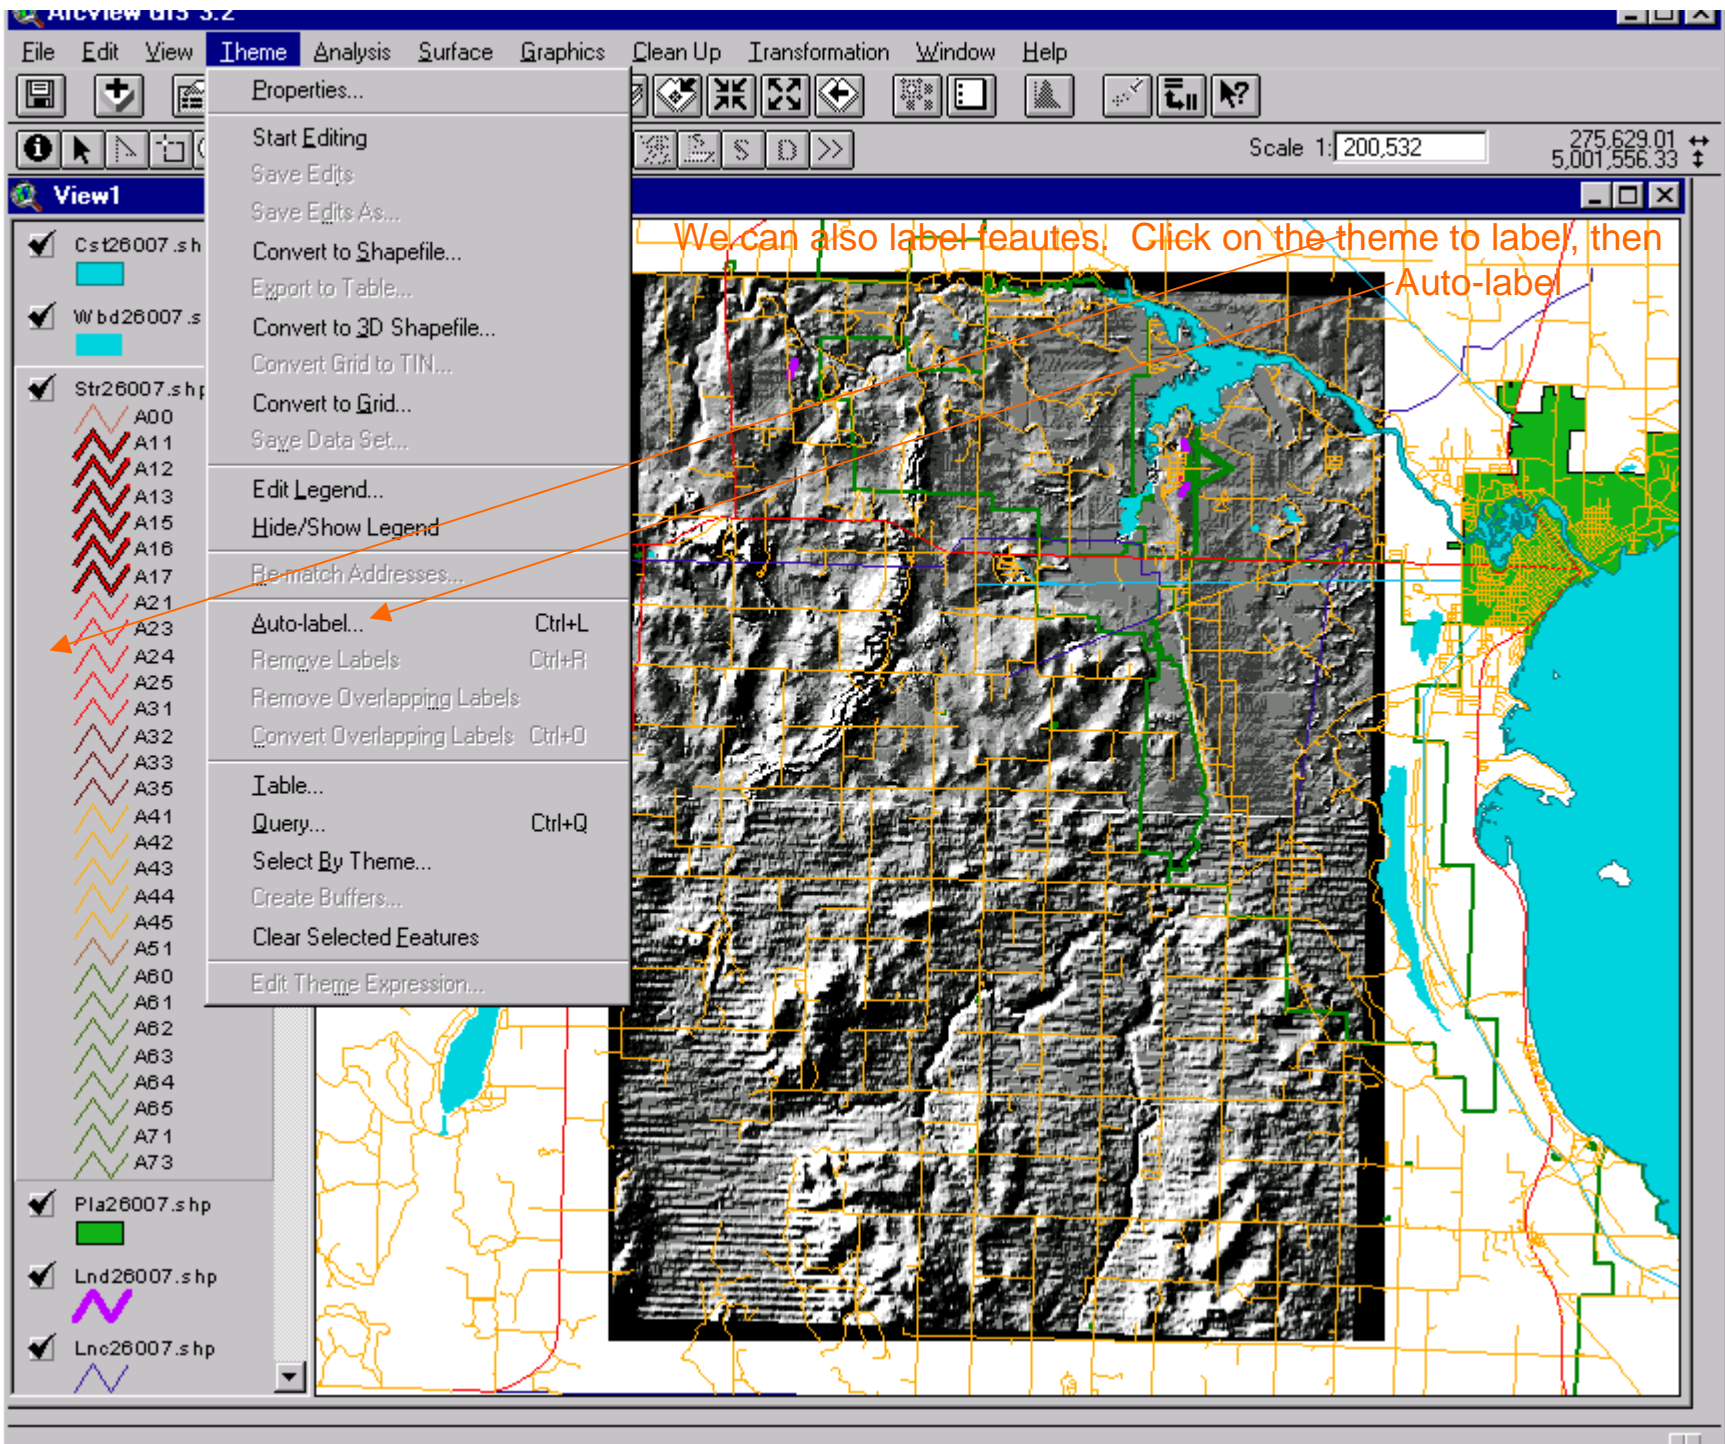 ArcView GIS 3.2
File Edit View Theme Analysis Surface Graphics Clean Up Transformation Window Help
Properties...
Start Editing
Save Edits
Save Edits As...
Convert to Shapefile...
Export to Table...
Convert to 3D Shapefile...
Convert Grid to TIN...
Convert to Grid...
Save Data Set...
Edit Legend...
Hide/Show Legend
Re-match Addresses...
Auto-label... Ctrl+L
Remove Labels Ctrl+R
Remove Overlapping Labels
Convert Overlapping Labels Ctrl+O
Table...
Query... Ctrl+Q
Select By Theme...
Create Buffers...
Clear Selected Features
Edit Theme Expression...
S D >>
Scale 1: 200,532
275,629.01
5,001,556.33
View1
We can also label feautes. Click on the theme to label, then
Auto-label
Cst26007.sh
Wbd26007.s
Str26007.shp
A00
A11
A12
A13
A15
A16
A17
A21
A23
A24
A25
A31
A32
A33
A35
A41
A42
A43
A44
A45
A51
A60
A61
A62
A63
A64
A65
A71
A73
Pla26007.shp
Lnd26007.shp
Lnc26007.shp